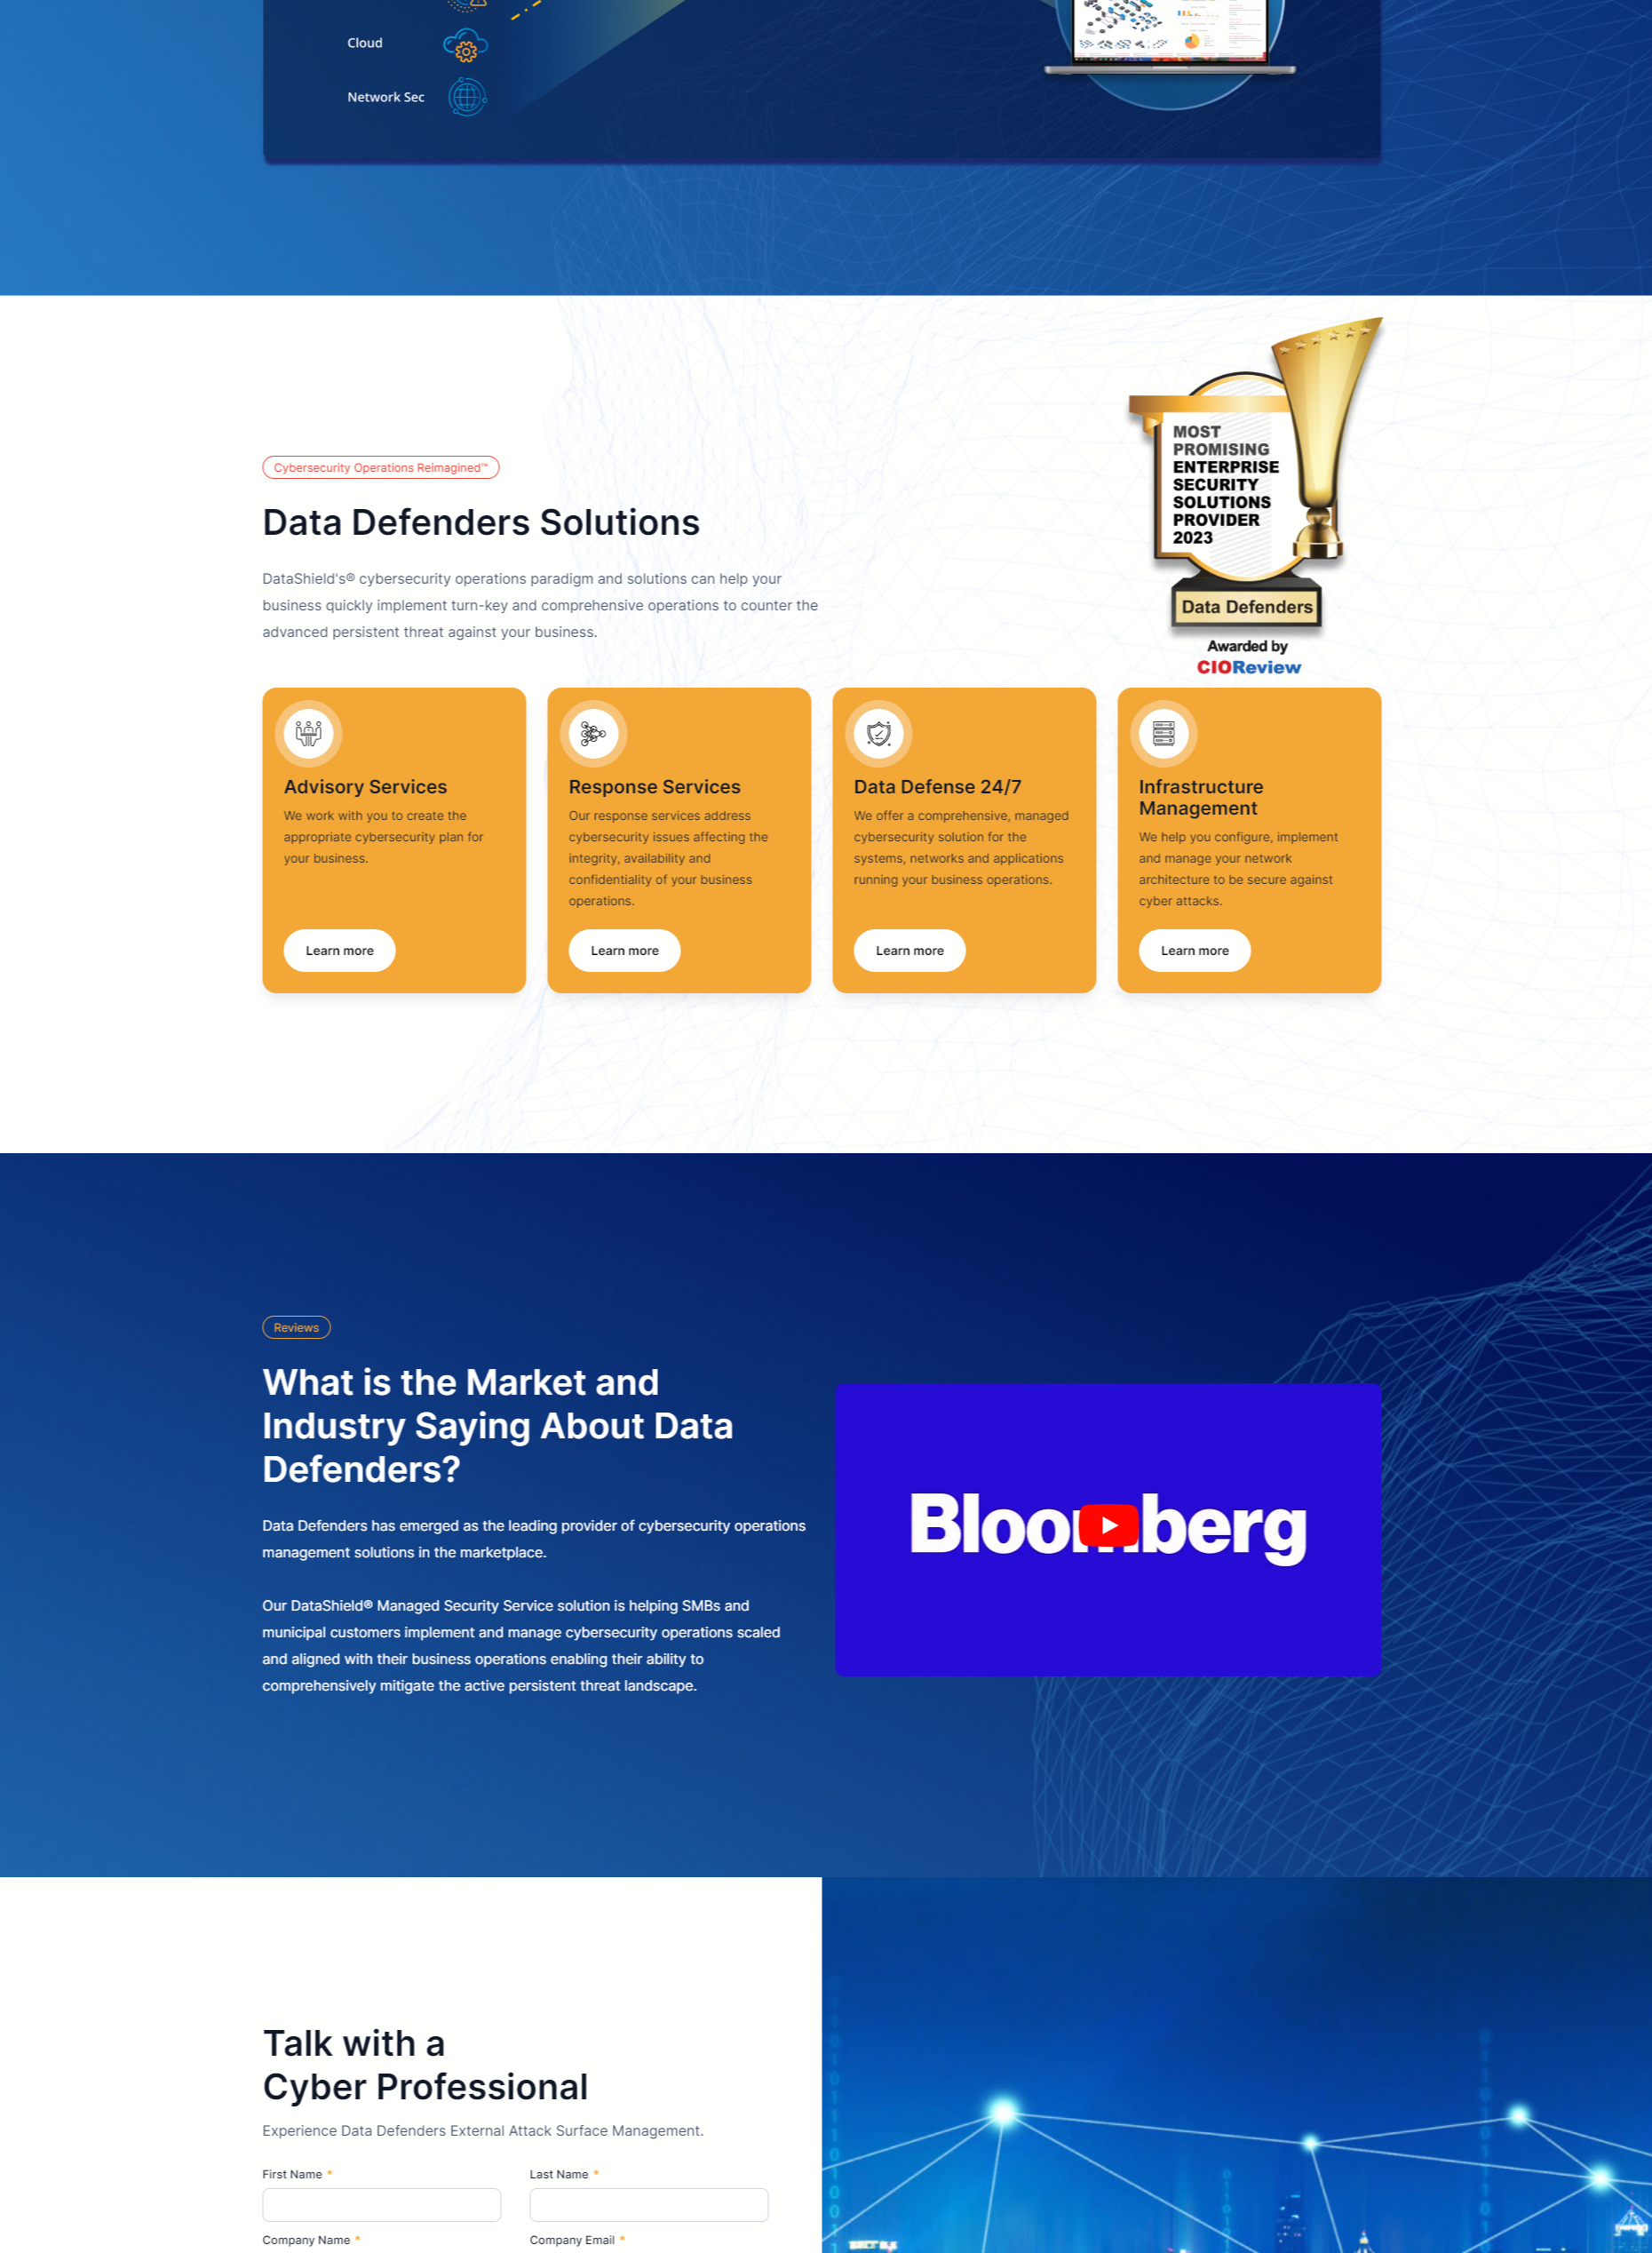 Cloud
Network Sec
MOST
PROMISING
ENTERPRISE
SECURITY
SOLUTIONS
PROVIDER
2023
Data Defenders
Awarded by
CIOReview
Cybersecurity Operations Reimagined™
Data Defenders Solutions
DataShield's® cybersecurity operations paradigm and solutions can help your
business quickly implement turn-key and comprehensive operations to counter the
advanced persistent threat against your business.
Advisory Services
We work with you to create the
appropriate cybersecurity plan for
your business.
Learn more
Response Services
Our response services address
cybersecurity issues affecting the
integrity, availability and
confidentiality of your business
operations.
Learn more
Data Defense 24/7
We offer a comprehensive, managed
cybersecurity solution for the
systems, networks and applications
running your business operations.
Learn more
Infrastructure
Management
We help you configure, implement
and manage your network
architecture to be secure against
cyber attacks.
Learn more
Reviews
What is the Market and
Industry Saying About Data
Defenders?
Data Defenders has emerged as the leading provider of cybersecurity operations
management solutions in the marketplace.
Our DataShield® Managed Security Service solution is helping SMBs and
municipal customers implement and manage cybersecurity operations scaled
and aligned with their business operations enabling their ability to
comprehensively mitigate the active persistent threat landscape.
Bloomberg
Talk with a
Cyber Professional
Experience Data Defenders External Attack Surface Management.
First Name *
Last Name *
Company Name *
Company Email *